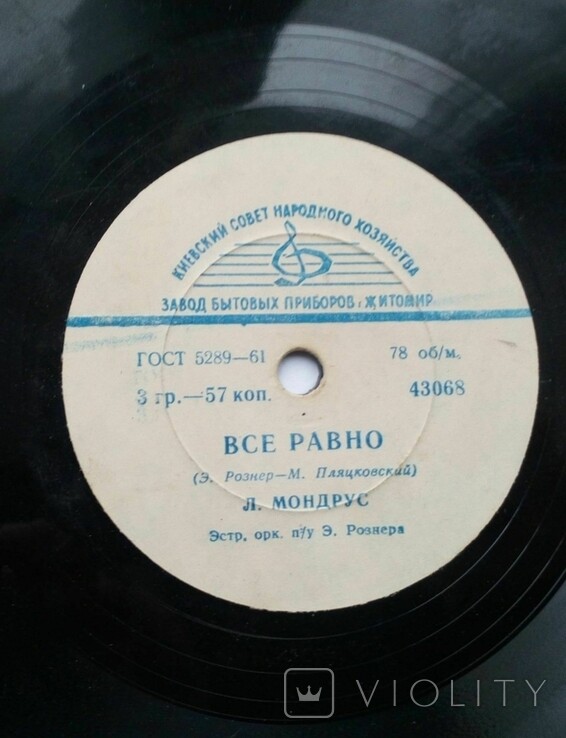 КИЕВСКИЙ СОВЕТ НАРОДНОГО ХОЗЯЙСТВА
ЗАВОД БЫТОВЫХ ПРИБОРОВ г. ЖИТОМИР
ГОСТ 5289—61 78 об/м.
3 гр.—57 коп. 43068
ВСЕ РАВНО
(Э. Рознер—М. Пляцковский)
Л. МОНДРУС
Эстр. орк. п/у Э. Рознера
VIOLITY